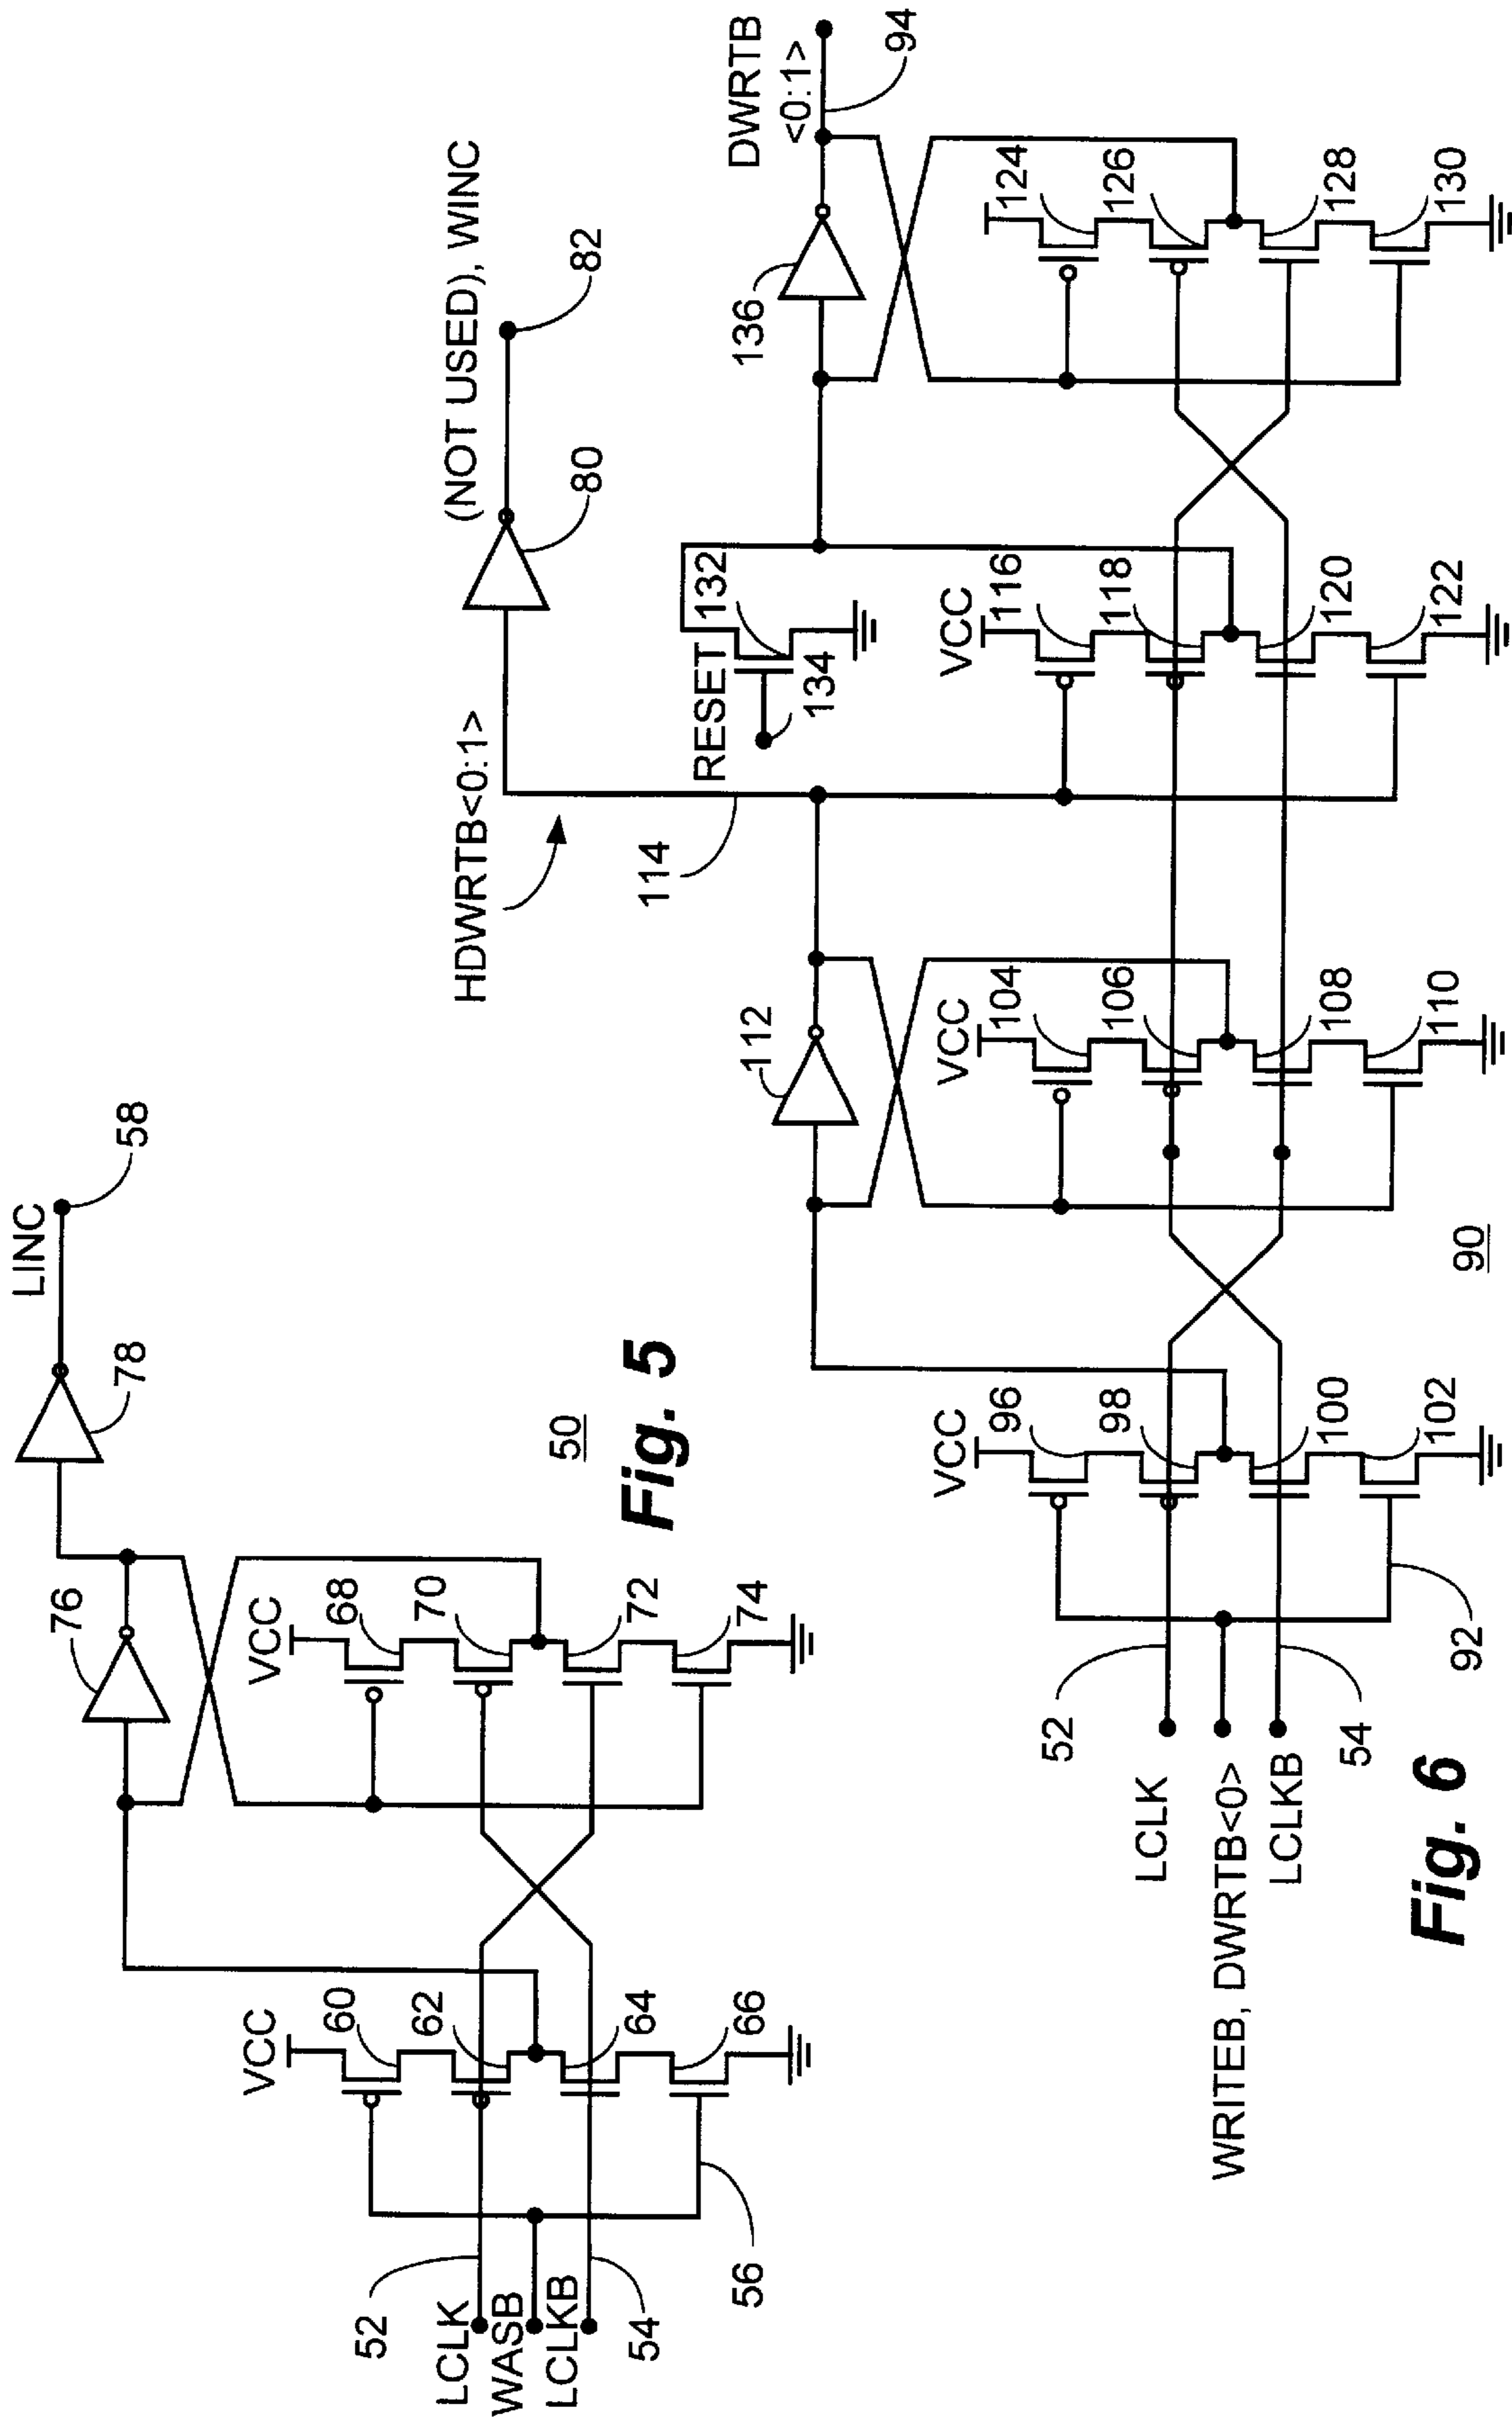 LINC
58
78
76
VCC
60
62
64
66
VCC
68
70
72
74
52
LCLK
WASB
LCLKB
54
56
50
Fig. 5
(NOT USED), WINC
82
80
HDWRTB<0:1>
114
RESET
132
134
DWRTB
<0:1>
94
136
112
VCC
96
98
100
102
VCC
104
106
108
110
VCC
116
118
120
122
124
126
128
130
52
LCLK
WRITEB, DWRTB<0>
LCLKB
54
92
90
Fig. 6